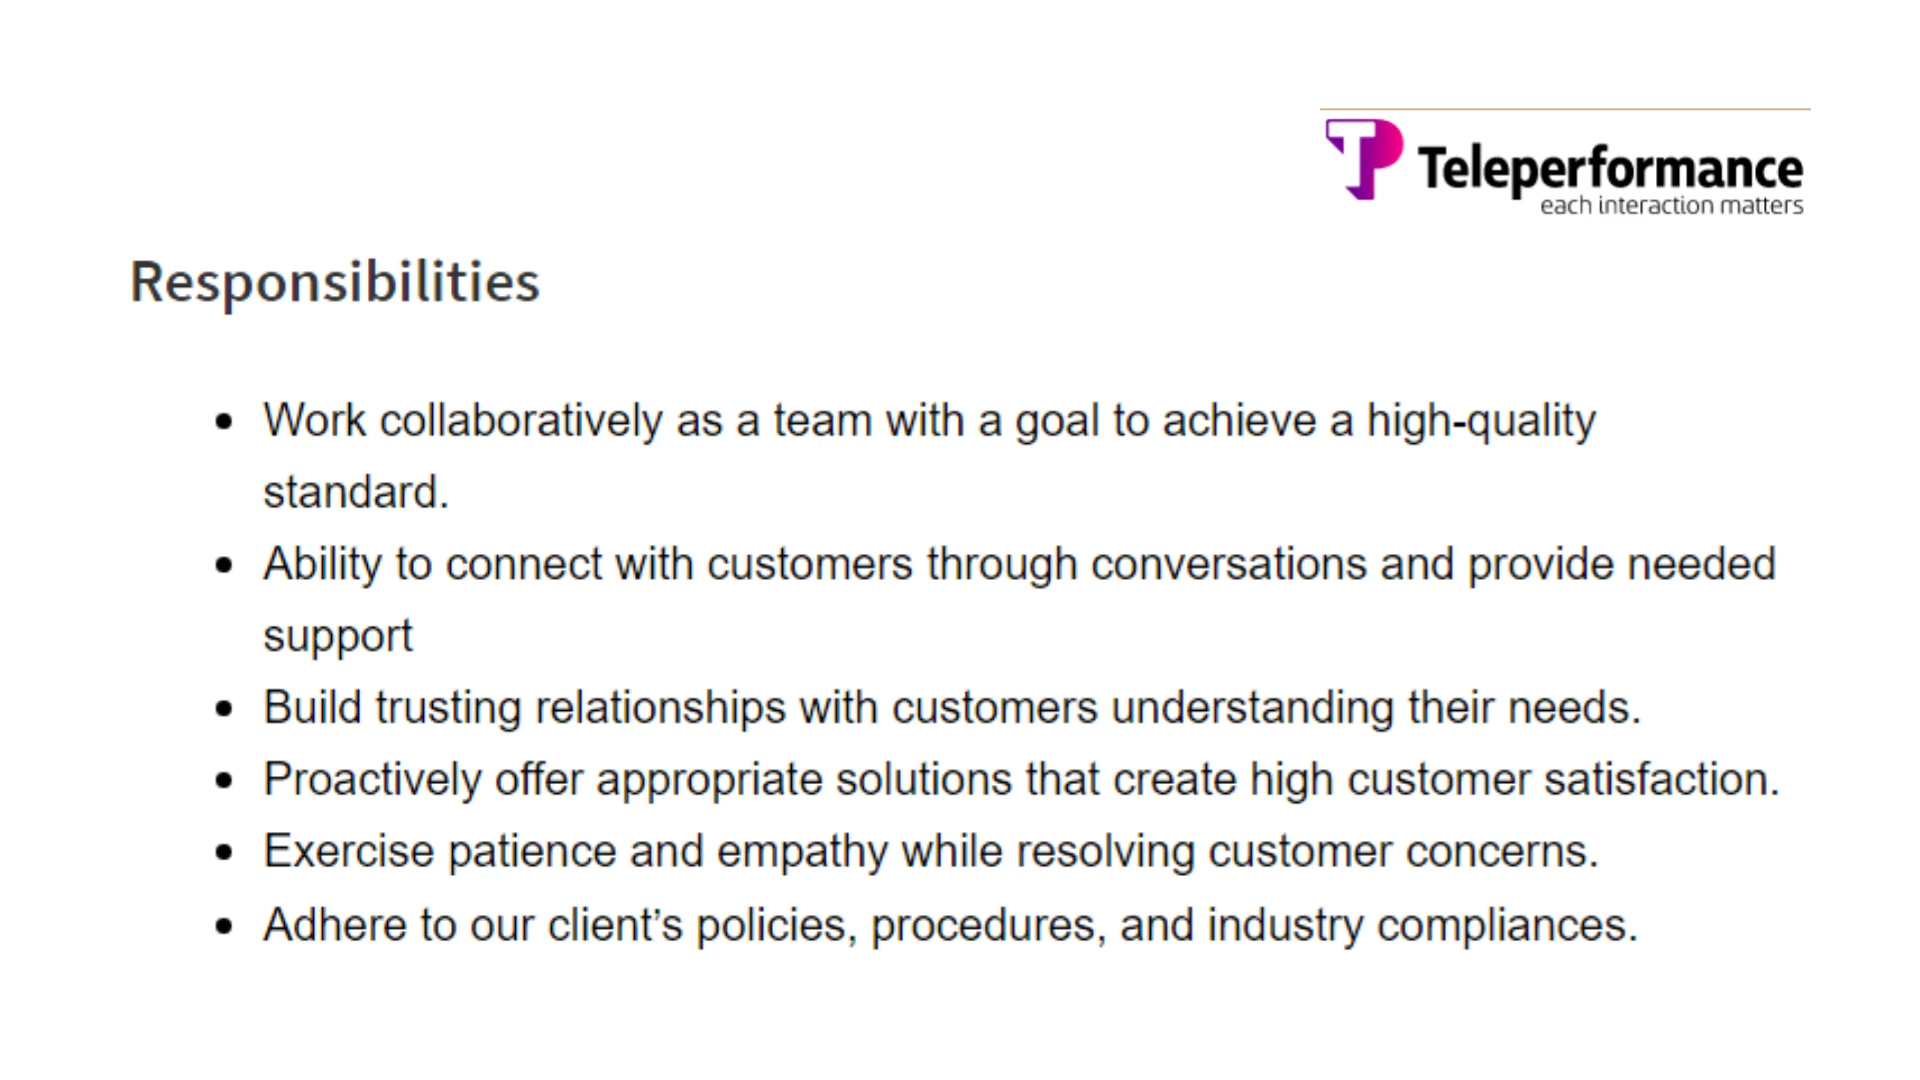 TP Teleperformance
each interaction matters
Responsibilities
• Work collaboratively as a team with a goal to achieve a high-quality
standard.
• Ability to connect with customers through conversations and provide needed
support
• Build trusting relationships with customers understanding their needs.
• Proactively offer appropriate solutions that create high customer satisfaction.
• Exercise patience and empathy while resolving customer concerns.
• Adhere to our client’s policies, procedures, and industry compliances.